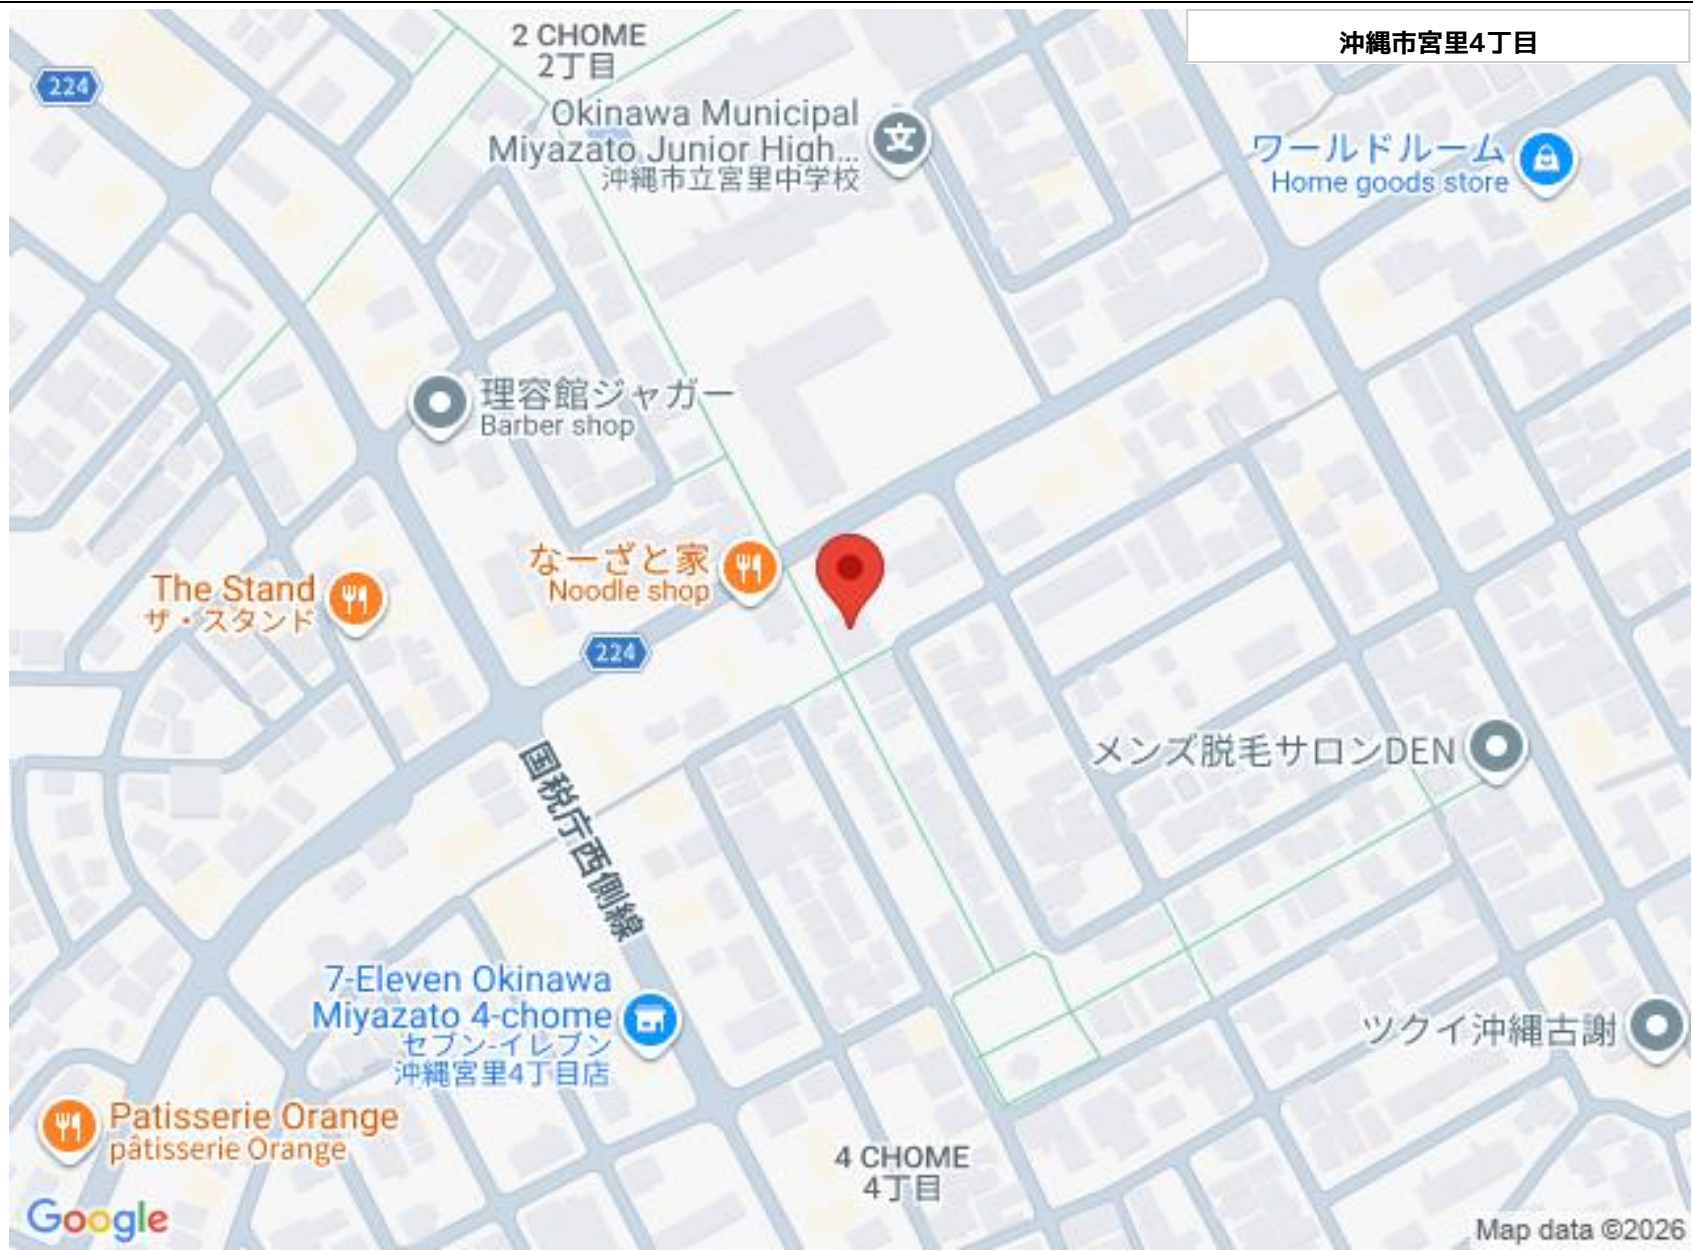 沖縄市宮里4丁目
2 CHOME
2丁目
224
Okinawa Municipal
Miyazato Junior High...
沖縄市立宮里中学校
ワールドルーム
Home goods store
理容館ジャガー
Barber shop
なーざと家
Noodle shop
The Stand
ザ・スタンド
224
国税庁西側線
メンズ脱毛サロンDEN
7-Eleven Okinawa
Miyazato 4-chome
セブン-イレブン
沖縄宮里4丁目店
ツクイ沖縄古謝
Patisserie Orange
pâtisserie Orange
4 CHOME
4丁目
Google
Map data ©2026